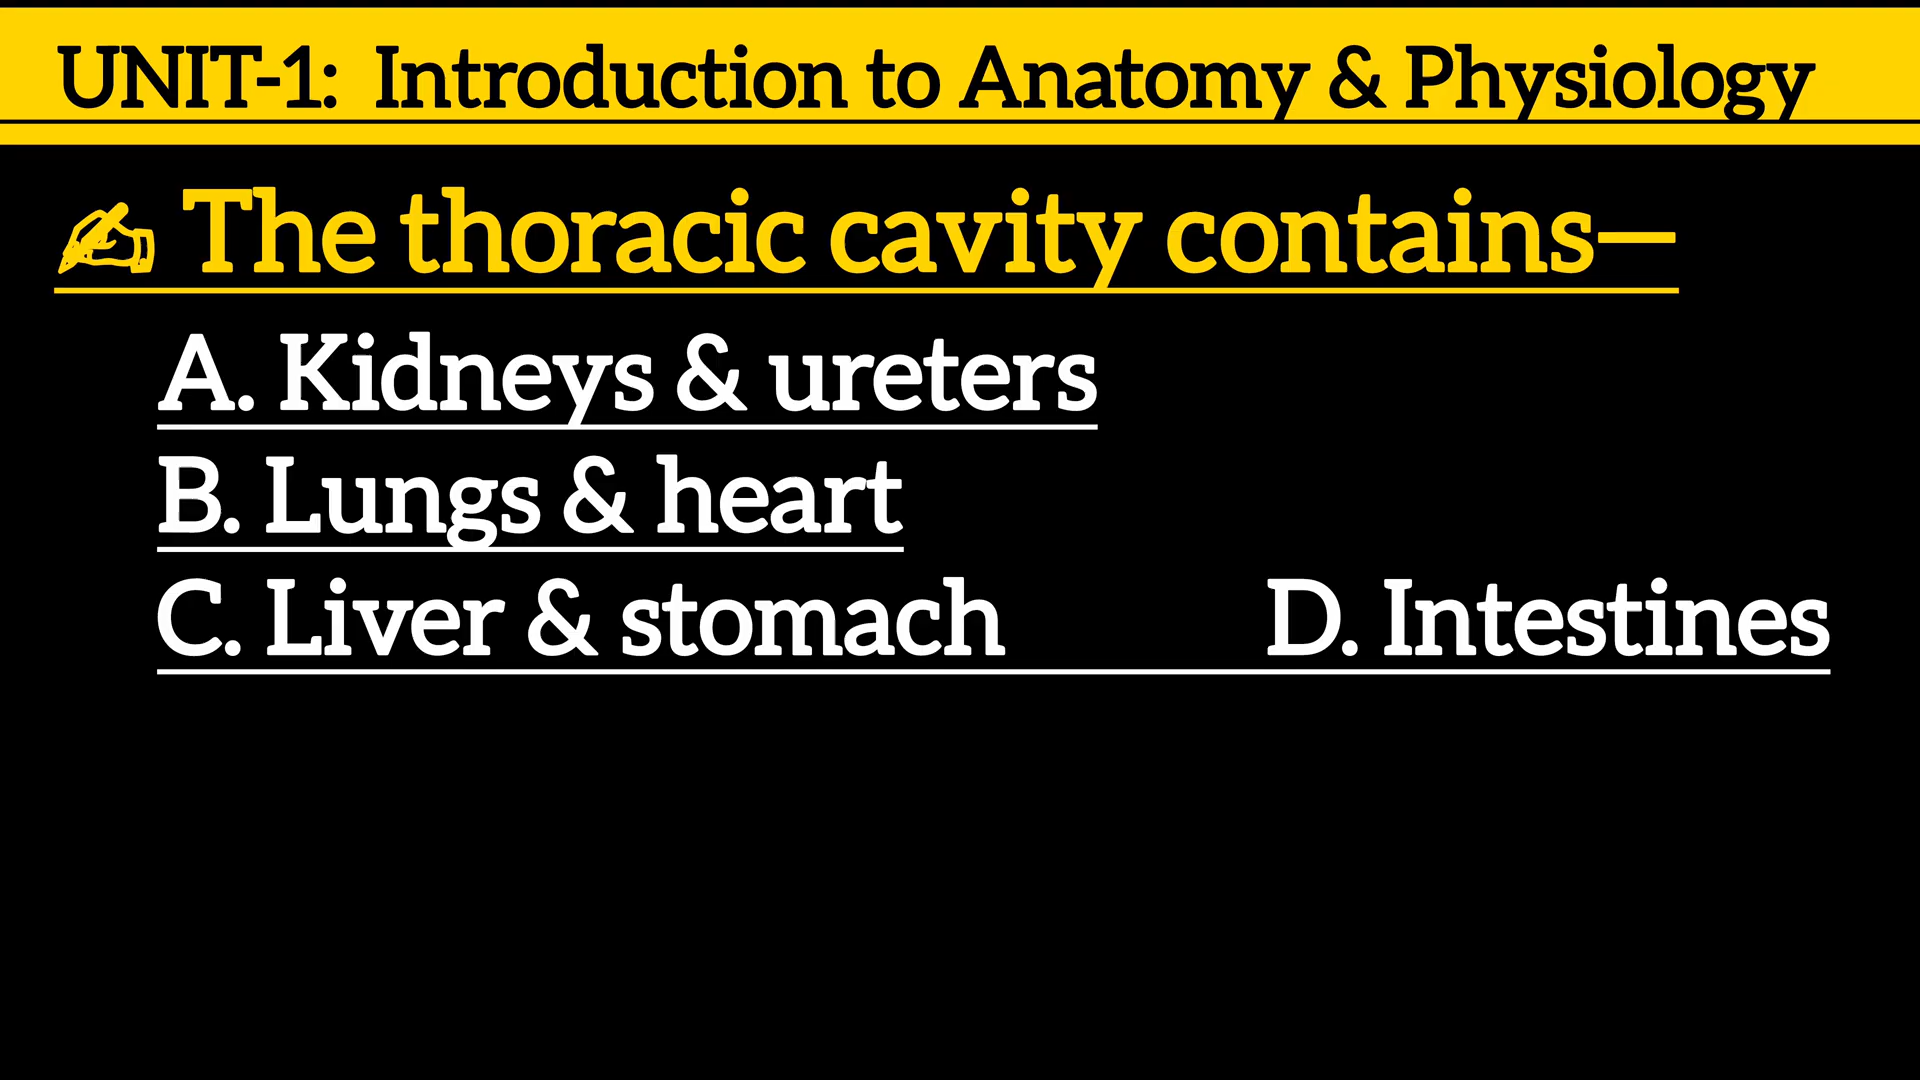 UNIT-1: Introduction to Anatomy & Physiology
✍ The thoracic cavity contains—
A. Kidneys & ureters
B. Lungs & heart
C. Liver & stomach D. Intestines